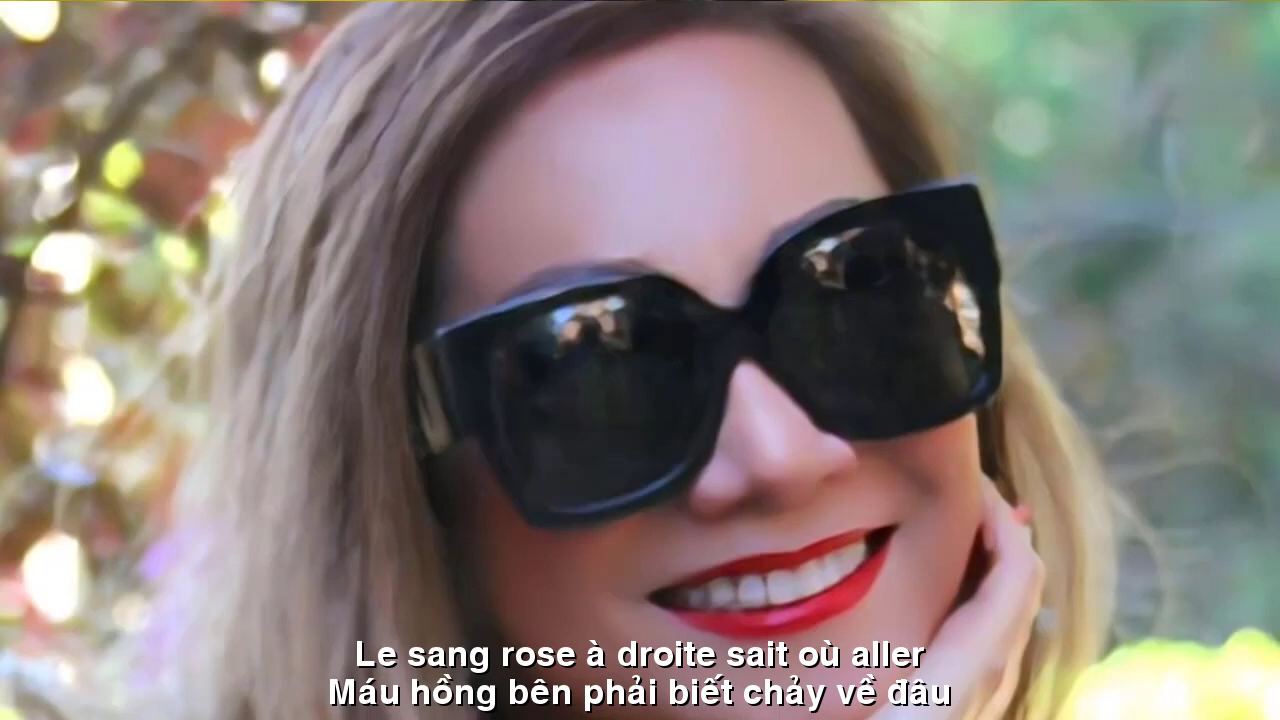 Le sang rose à droite sait où aller
Máu hồng bên phải biết chảy về đâu